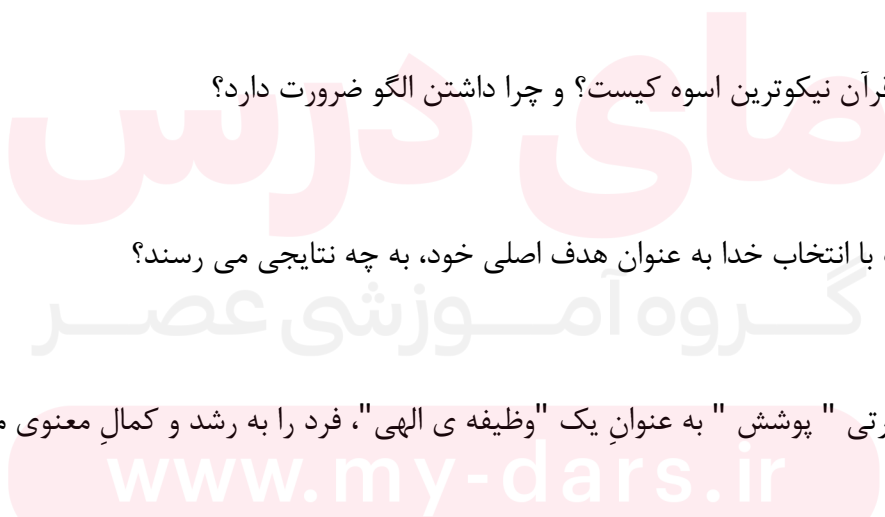 قرآن نیکوترین اسوه کیست؟ و چرا داشتن الگو ضرورت دارد؟
مای درس
با انتخاب خدا به عنوان هدف اصلی خود، به چه نتایجی می رسند؟
گروه آموزشی عصر
" پوشش " به عنوانِ یک "وظیفه ی الهی"، فرد را به رشد و کمالِ معنوی
www.my-dars.ir